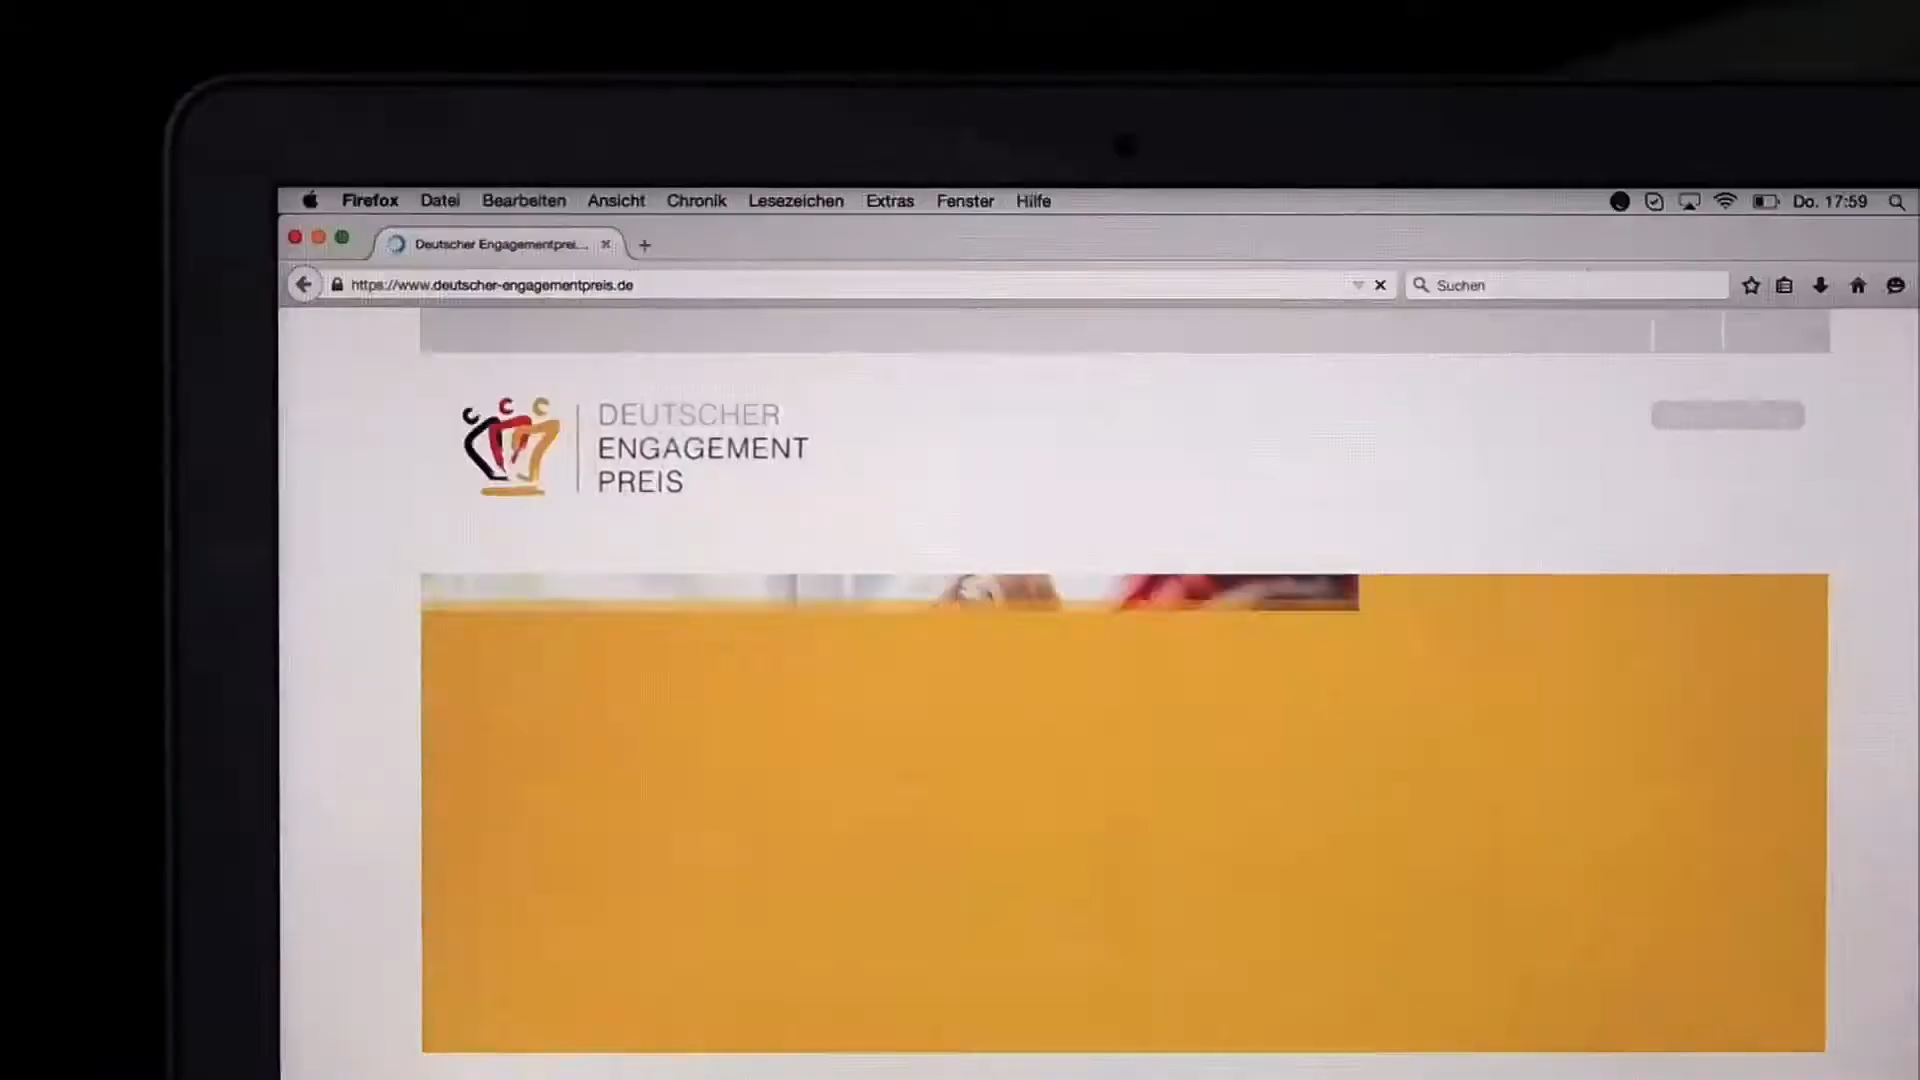 Firefox Datei Bearbeiten Ansicht Chronik Lesezeichen Extras Fenster Hilfe Do. 17:59
Deutscher Engagementprei...
https://www.deutscher-engagementpreis.de Suchen
DEUTSCHER
ENGAGEMENT
PREIS